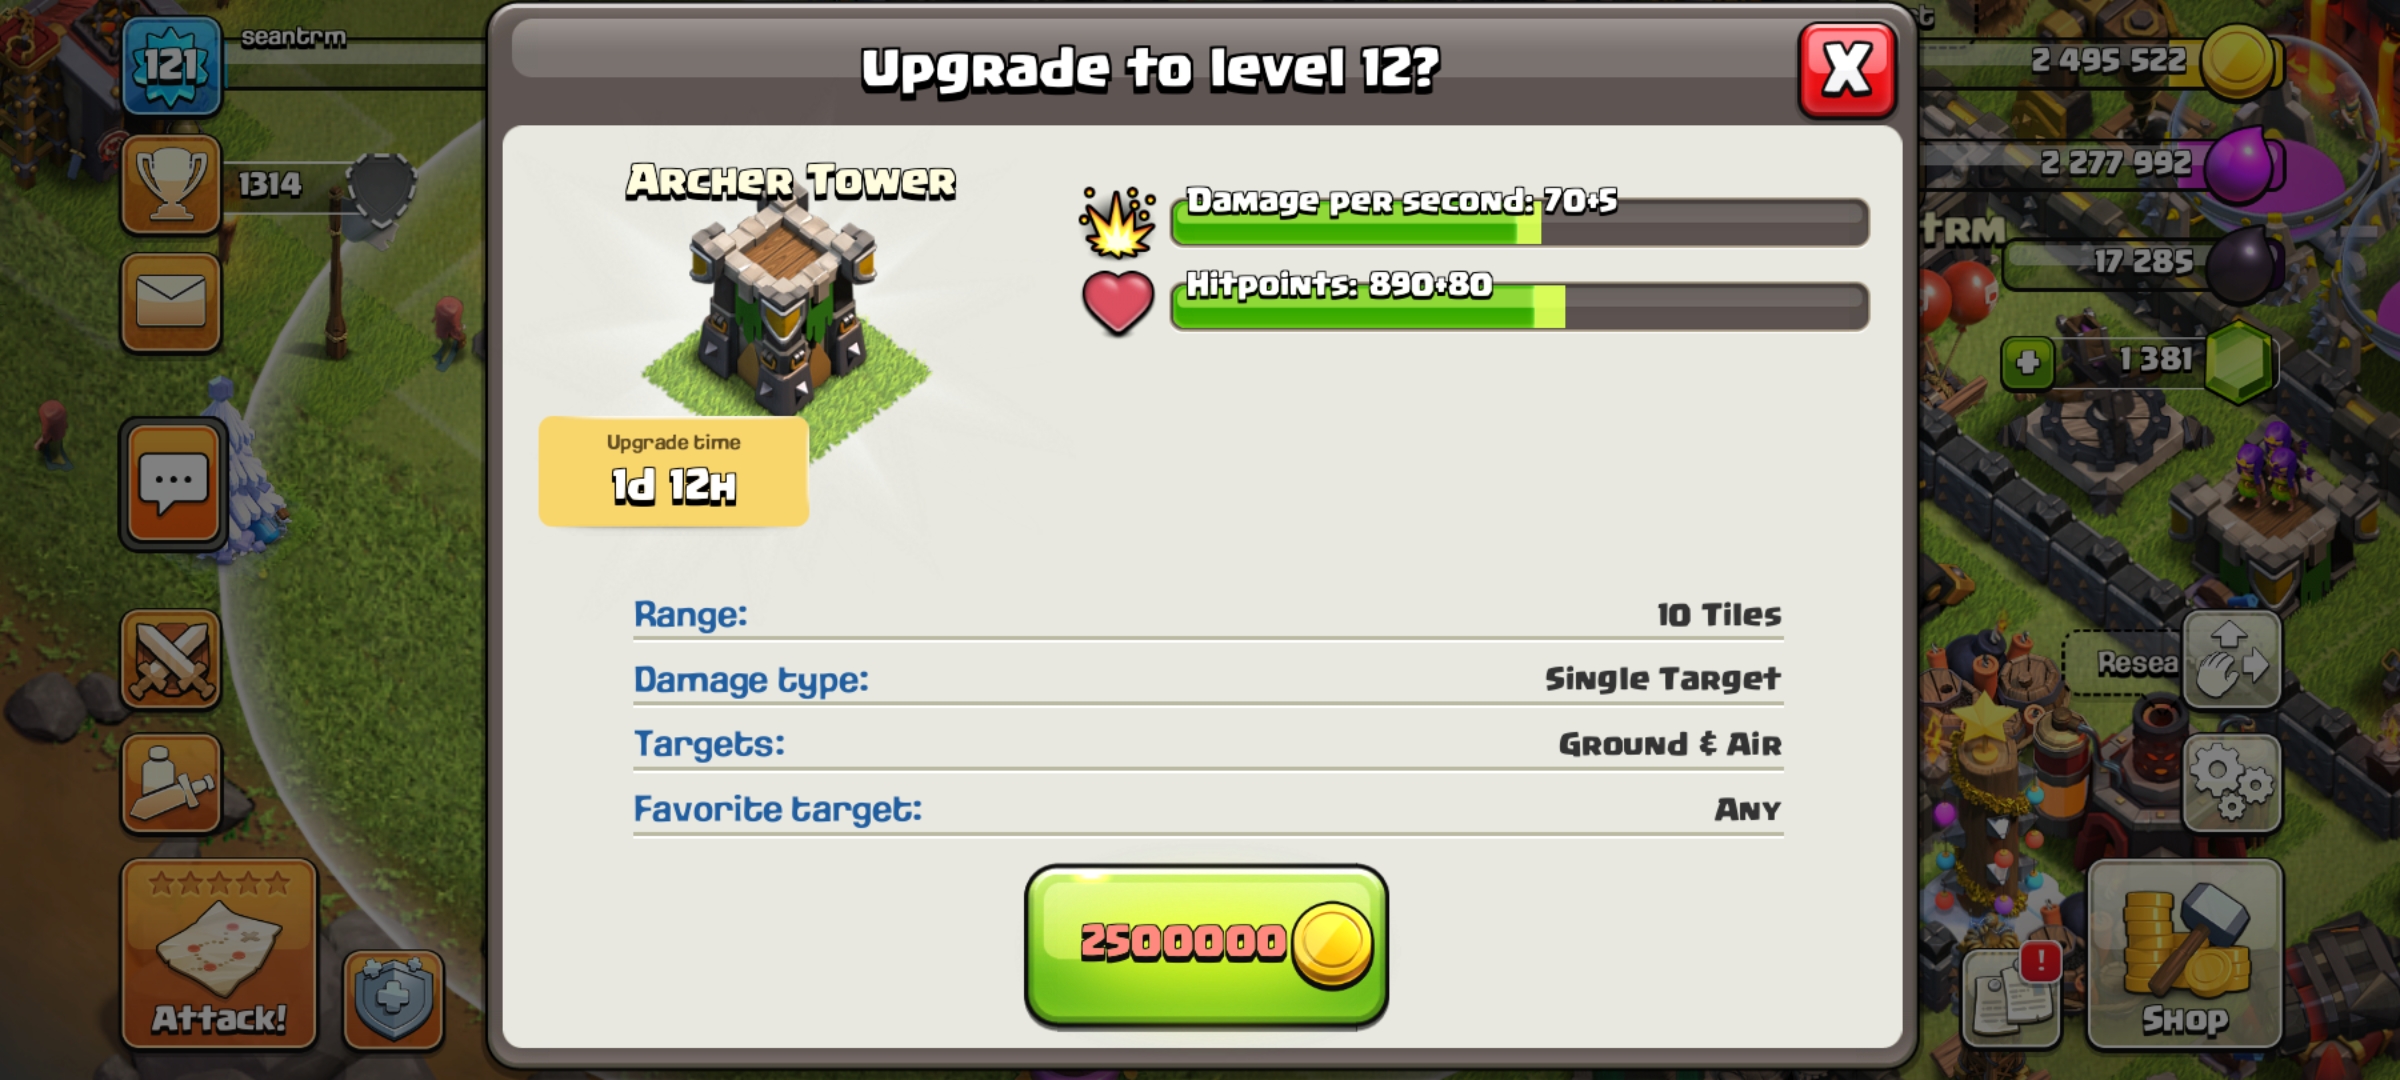 Upgrade to level 12?
X
121
seantrm
1314
2 495 522
2 277 992
TRM
17 285
1 381
Archer Tower
Damage per second: 70+5
Hitpoints: 890+80
Upgrade time
1d 12H
Range: 10 Tiles
Damage type: Single Target
Targets: Ground & Air
Favorite target: Any
Resea
2500000
Attack!
!
Shop